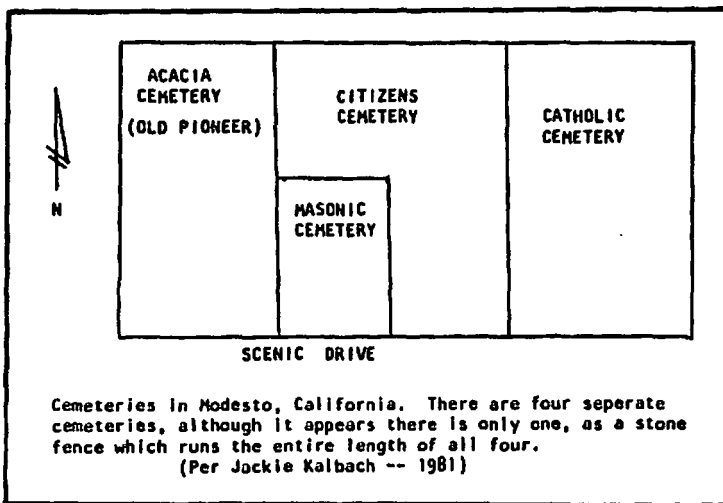 ACACIA
CEMETERY
(OLD PIONEER)
CITIZENS
CEMETERY
CATHOLIC
CEMETERY
MASONIC
CEMETERY
N
SCENIC DRIVE
Cemeteries in Modesto, California. There are four seperate
cemeteries, although it appears there is only one, as a stone
fence which runs the entire length of all four.
(Per Jackie Kalbach -- 1981)